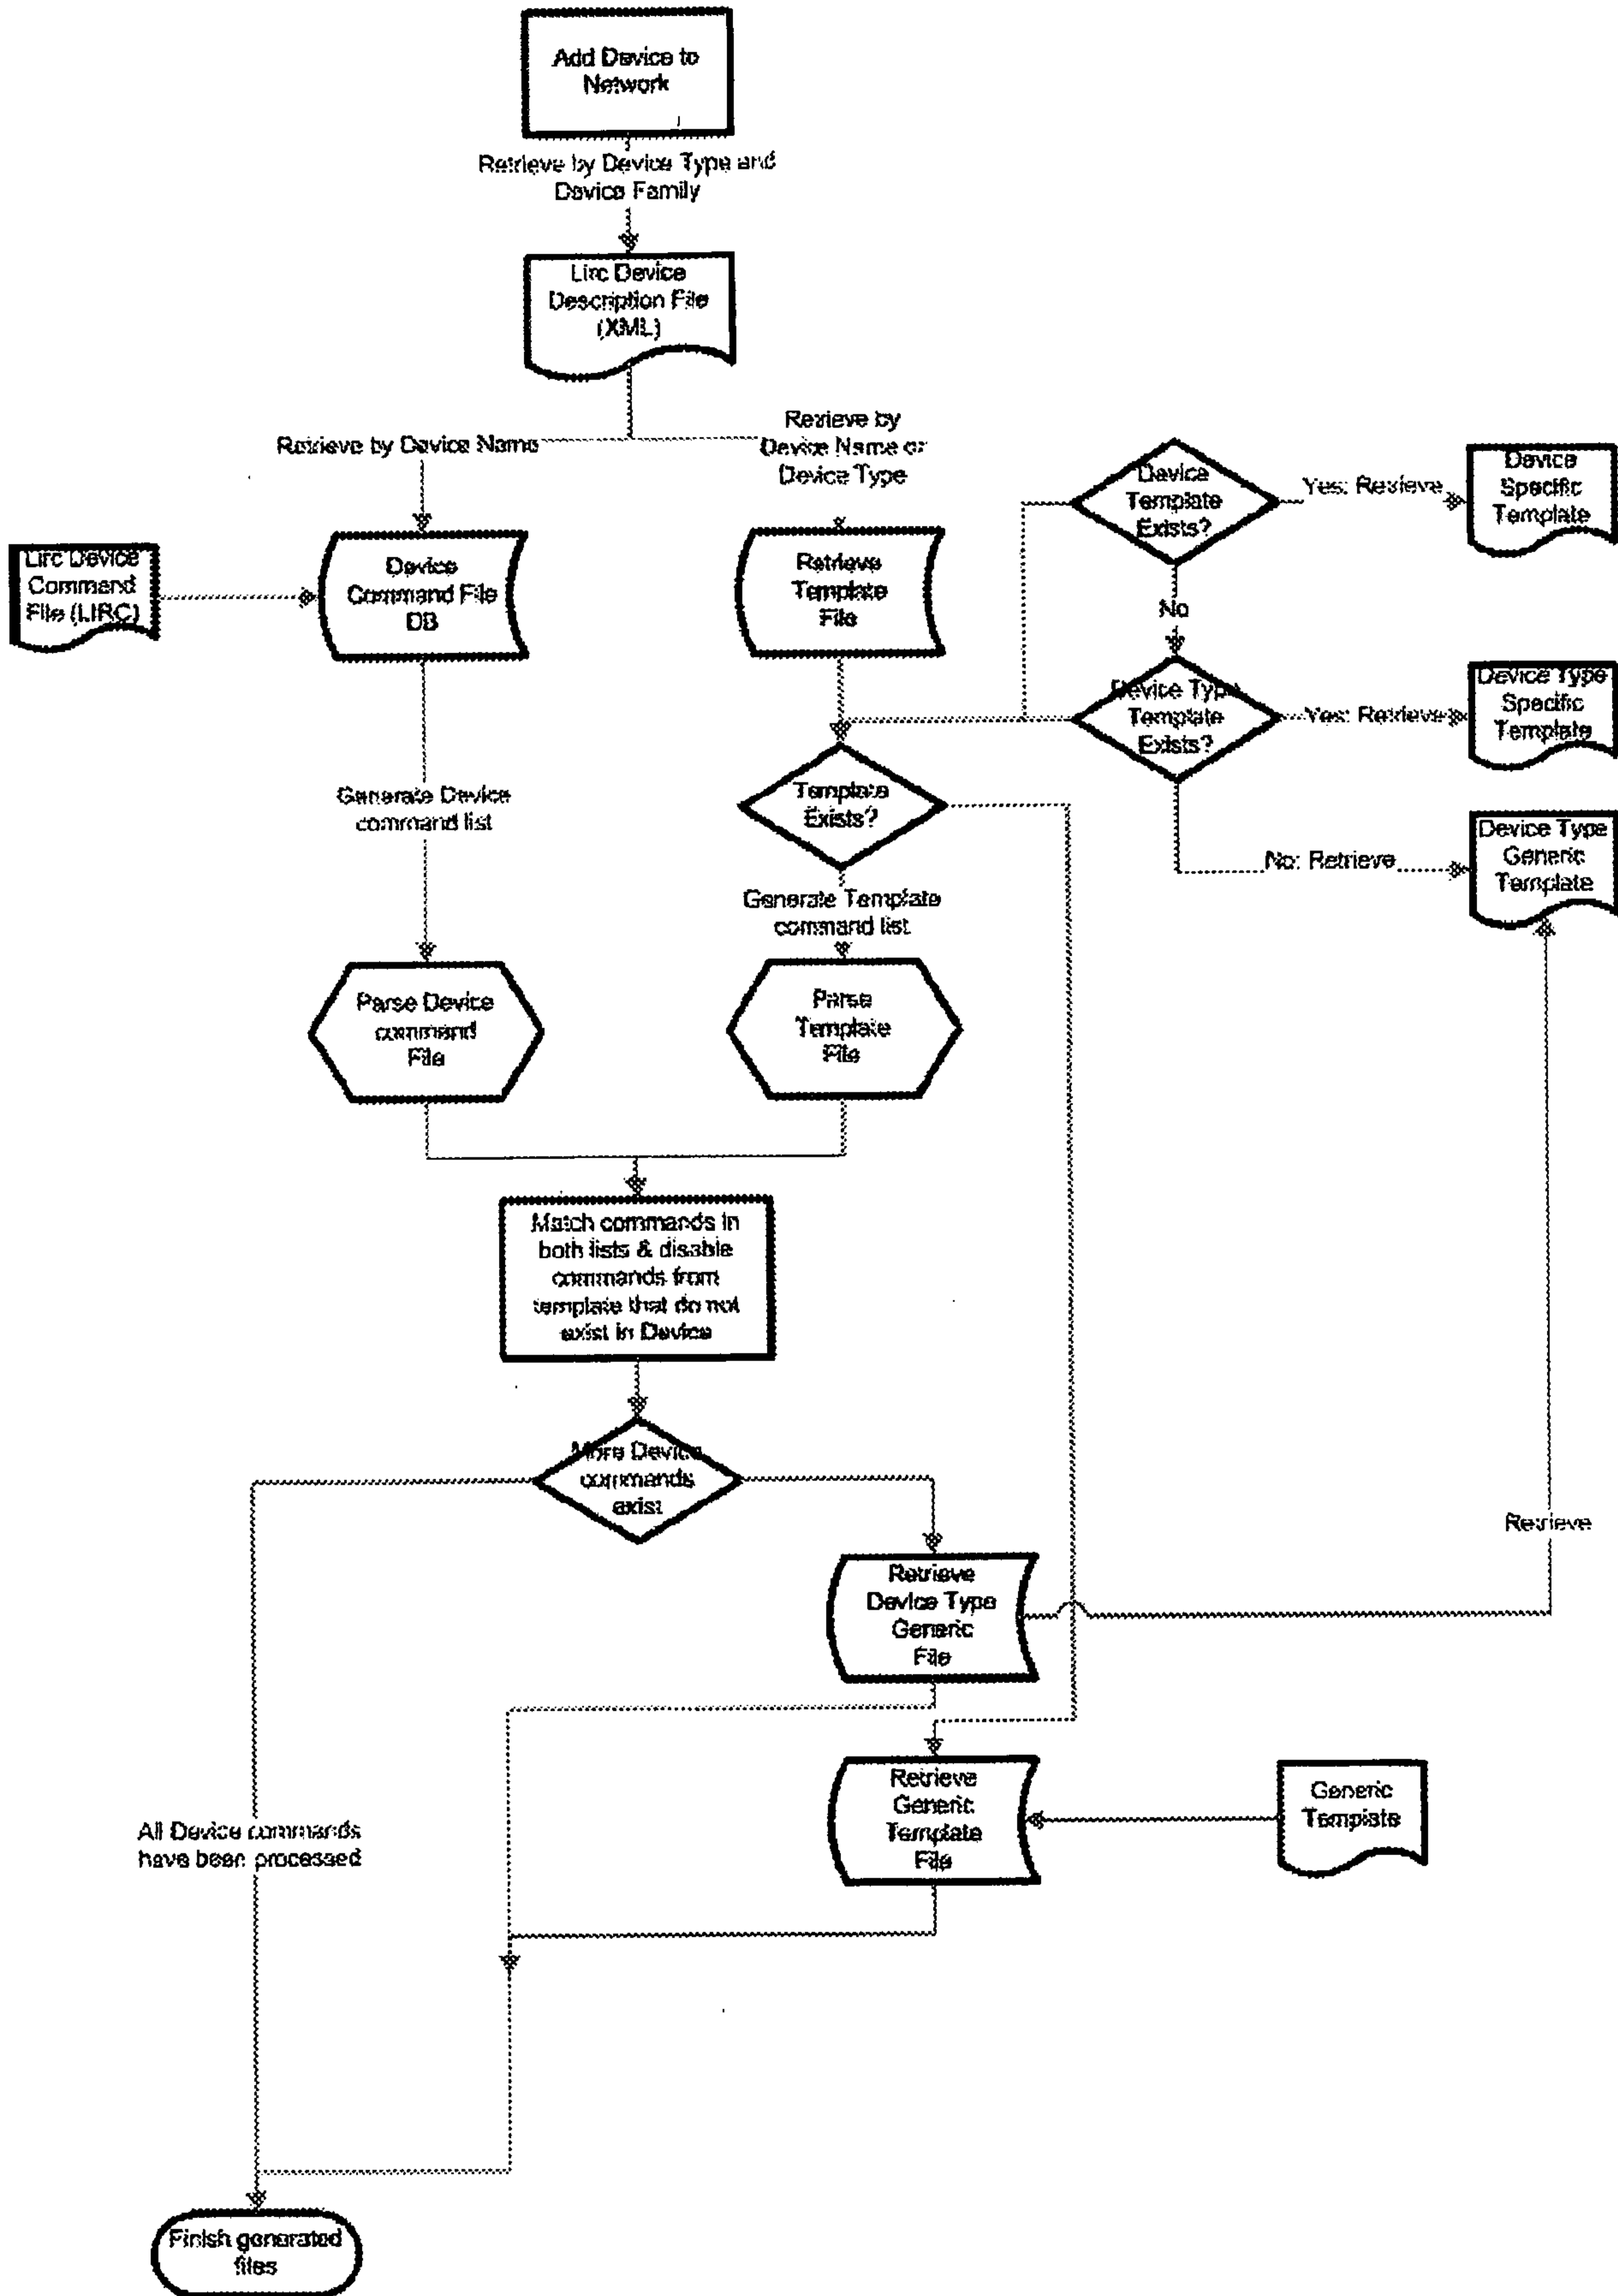 Add Device to
Network
Retrieve by Device Type and
Device Family
Lirc Device
Description File
(XML)
Retrieve by Device Name
Retrieve by
Device Name or
Device Type
Device
Template
Exists?
Yes: Retrieve
Device
Specific
Template
Lirc Device
Command
File (LIRC)
Device
Command File
DB
Retrieve
Template
File
No
Device Type
Template
Exists?
Yes: Retrieve
Device Type
Specific
Template
Generate Device
command list
Template
Exists?
No: Retrieve
Device Type
Generic
Template
Generate Template
command list
Parse Device
command
File
Parse
Template
File
Match commands in
both lists & disable
commands from
template that do not
exist in Device
More Device
commands
exist
Retrieve
Retrieve
Device Type
Generic
File
Retrieve
Generic
Template
File
Generic
Template
All Device commands
have been processed
Finish generated
files